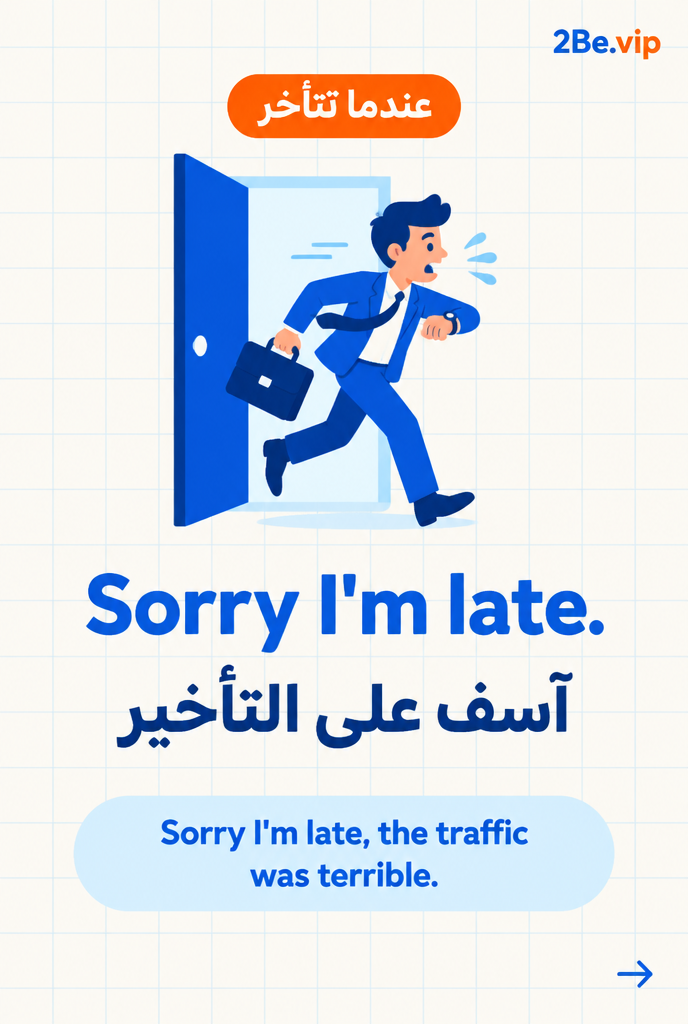 2Be.vip
عندما تتأخر
Sorry I'm late.
آسف على التأخير
Sorry I'm late, the traffic
was terrible.